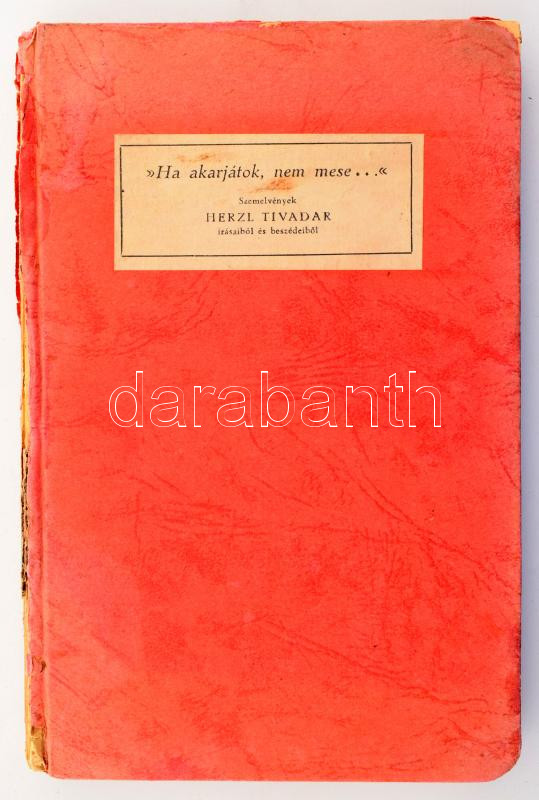 »Ha akarjátok, nem mese...«
Szemelvények
HERZL TIVADAR
írásaiból és beszédeiből
darabanth